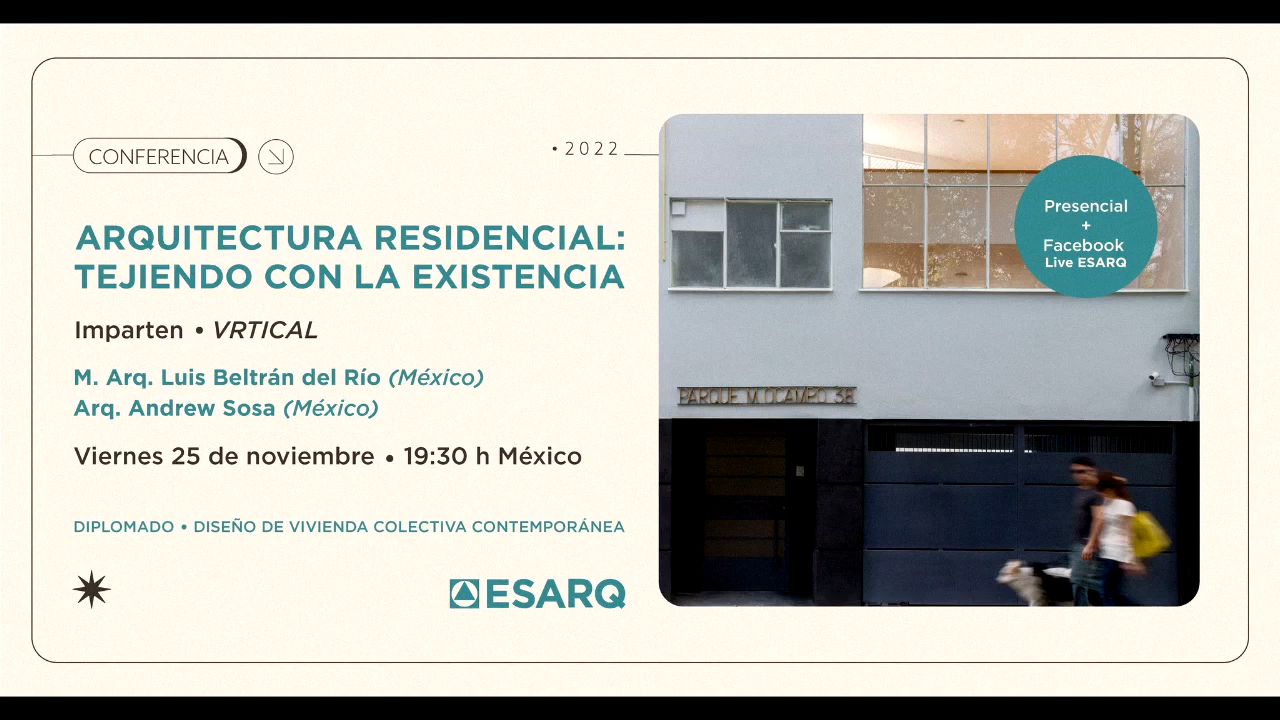 CONFERENCIA
• 2022
ARQUITECTURA RESIDENCIAL:
TEJIENDO CON LA EXISTENCIA
Imparten • VRTICAL
M. Arq. Luis Beltrán del Río (México)
Arq. Andrew Sosa (México)
Viernes 25 de noviembre • 19:30 h México
DIPLOMADO • DISEÑO DE VIVIENDA COLECTIVA CONTEMPORÁNEA
ESARQ
Presencial
+
Facebook
Live ESARQ
PARQUE M. OCAMPO 38